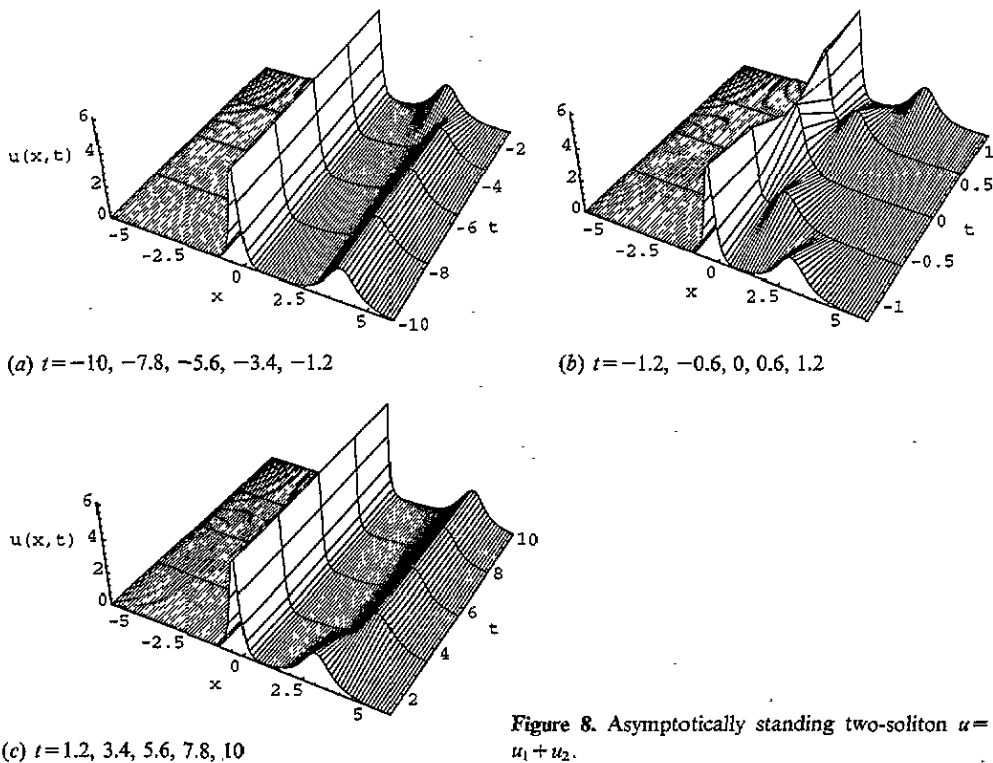 6
4
u(x,t)
2
0
-5
-2.5
0
x
2.5
5
-2
-4
-6
t
-8
-10
(a) t=-10, -7.8, -5.6, -3.4, -1.2
6
u(x,t)
4
2
0
-5
-2.5
0
x
2.5
5
1
0.5
0
t
-0.5
-1
(b) t=-1.2, -0.6, 0, 0.6, 1.2
6
u(x,t) 4
2
0
-5
-2.5
0
x
2.5
5
10
8
6
t
4
2
(c) t=1.2, 3.4, 5.6, 7.8, 10
Figure 8. Asymptotically standing two-soliton u=
u₁+u₂.